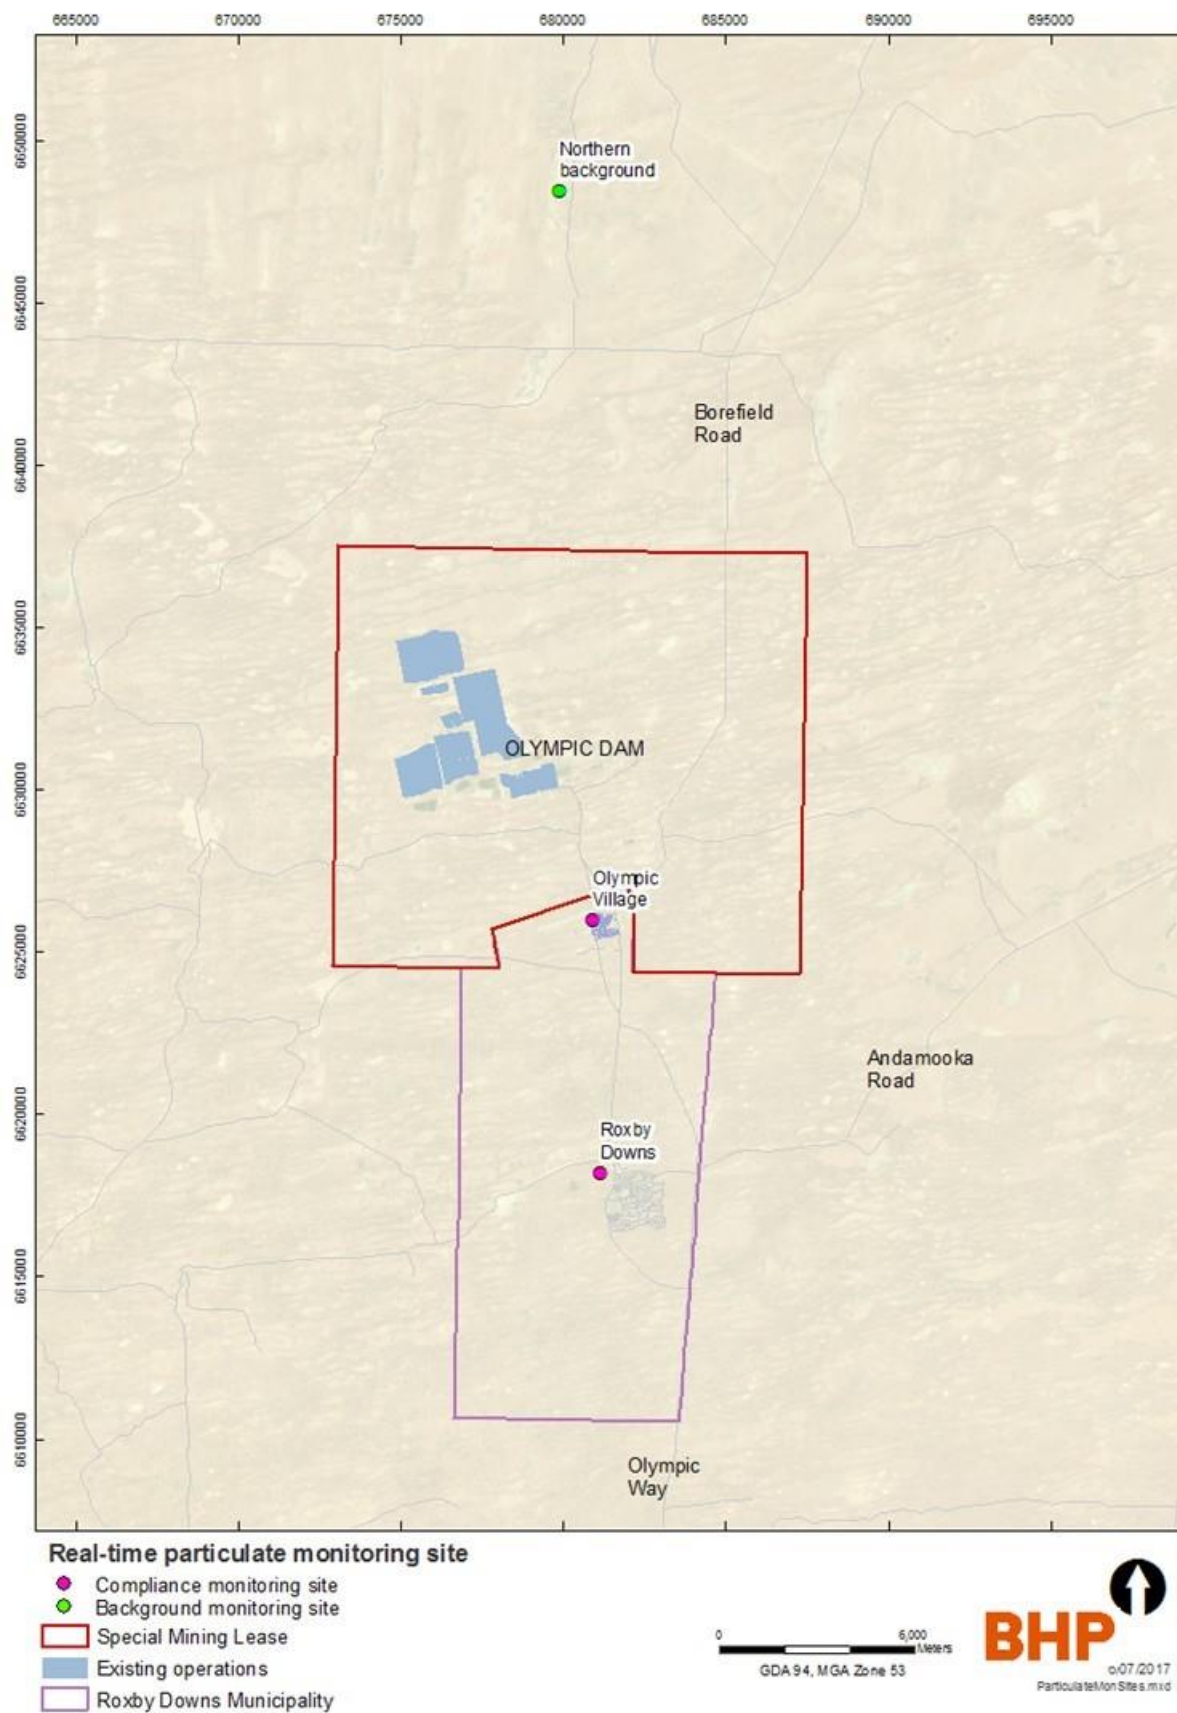 665000
670000
675000
680000
685000
690000
695000
6650000
6645000
6640000
6635000
6630000
6625000
6620000
6615000
6610000
Northern
background
Borefield
Road
OLYMPIC DAM
Olympic
Village
Andamooka
Road
Roxby
Downs
Olympic
Way
Real-time particulate monitoring site
Compliance monitoring site
Background monitoring site
Special Mining Lease
Existing operations
Roxby Downs Municipality
0 6,000
Meters
GDA 94, MGA Zone 53
BHP
07/2017
ParticulateMonSites.mxd